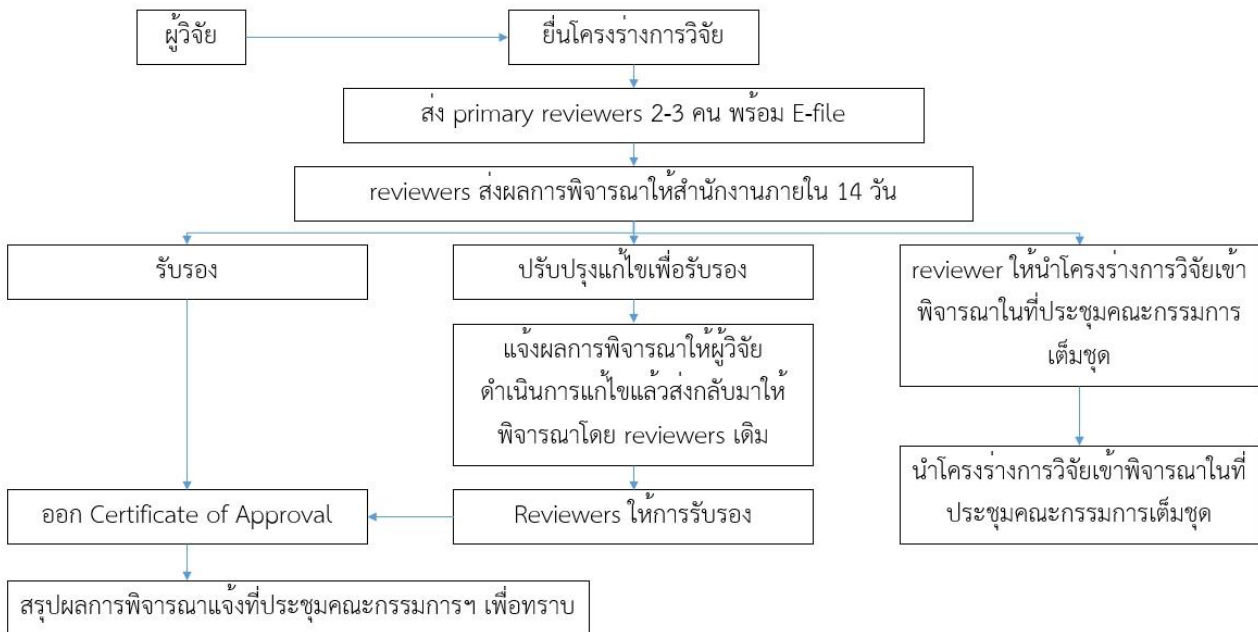 ผู้วิจัย
ยื่นโครงร่างการวิจัย
ส่ง primary reviewers 2-3 คน พร้อม E-file
reviewers ส่งผลการพิจารณาให้สำนักงานภายใน 14 วัน
รับรอง
ปรับปรุงแก้ไขเพื่อรับรอง
reviewer ให้นำโครงร่างการวิจัยเข้า
พิจารณาในที่ประชุมคณะกรรมการ
เต็มชุด
แจ้งผลการพิจารณาให้ผู้วิจัย
ดำเนินการแก้ไขแล้วส่งกลับมาให้
พิจารณาโดย reviewers เดิม
นำโครงร่างการวิจัยเข้าพิจารณาในที่
ประชุมคณะกรรมการเต็มชุด
ออก Certificate of Approval
Reviewers ให้การรับรอง
สรุปผลการพิจารณาแจ้งที่ประชุมคณะกรรมการฯ เพื่อทราบ